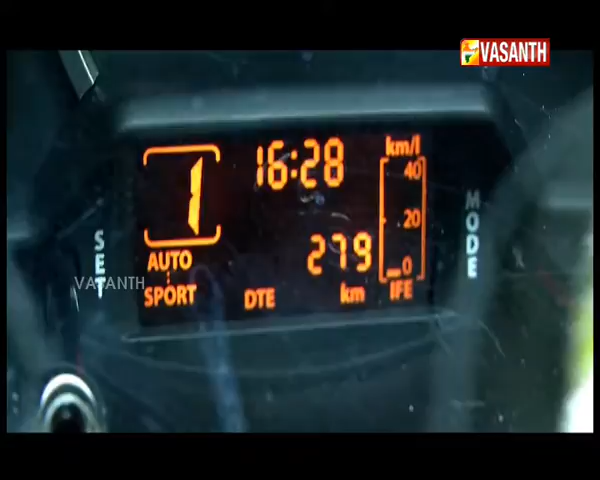 VASANTH
16:28
km/l
40
1
20
279
0
AUTO
SPORT
DTE
km
IFE
SET
MODE
VASANTH